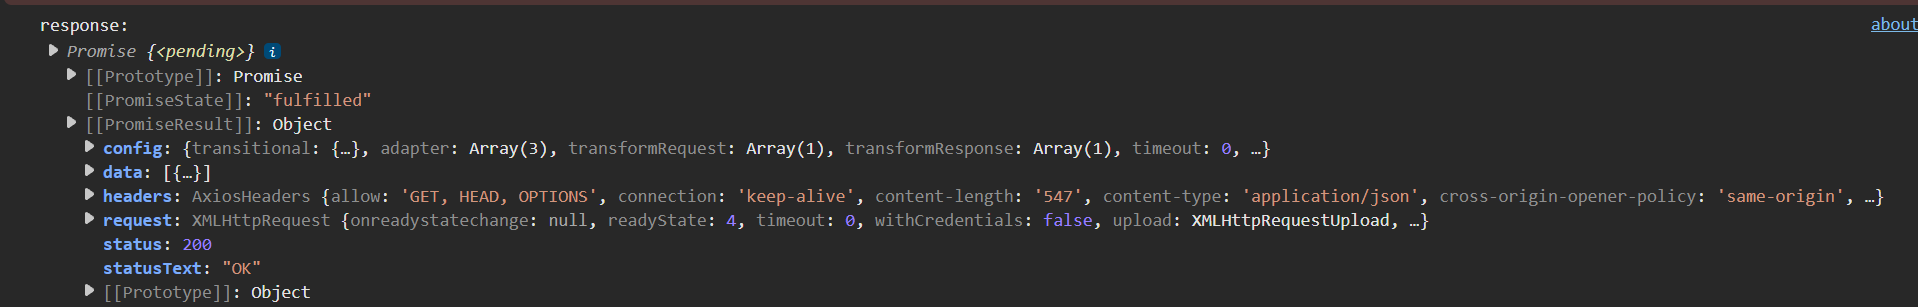 response:
about
Promise {<pending>} i
[[Prototype]]: Promise
[[PromiseState]]: "fulfilled"
[[PromiseResult]]: Object
config: {transitional: {…}, adapter: Array(3), transformRequest: Array(1), transformResponse: Array(1), timeout: 0, …}
data: [{…}]
headers: AxiosHeaders {allow: 'GET, HEAD, OPTIONS', connection: 'keep-alive', content-length: '547', content-type: 'application/json', cross-origin-opener-policy: 'same-origin', …}
request: XMLHttpRequest {onreadystatechange: null, readyState: 4, timeout: 0, withCredentials: false, upload: XMLHttpRequestUpload, …}
status: 200
statusText: "OK"
[[Prototype]]: Object